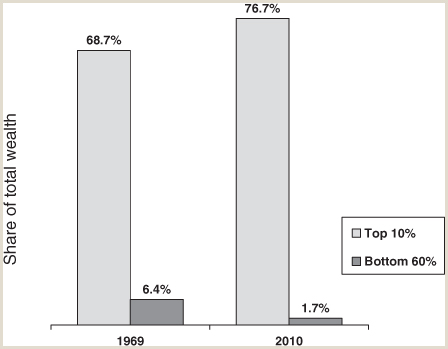 76.7%
68.7%
Share of total wealth
Top 10%
Bottom 60%
6.4%
1.7%
1969
2010